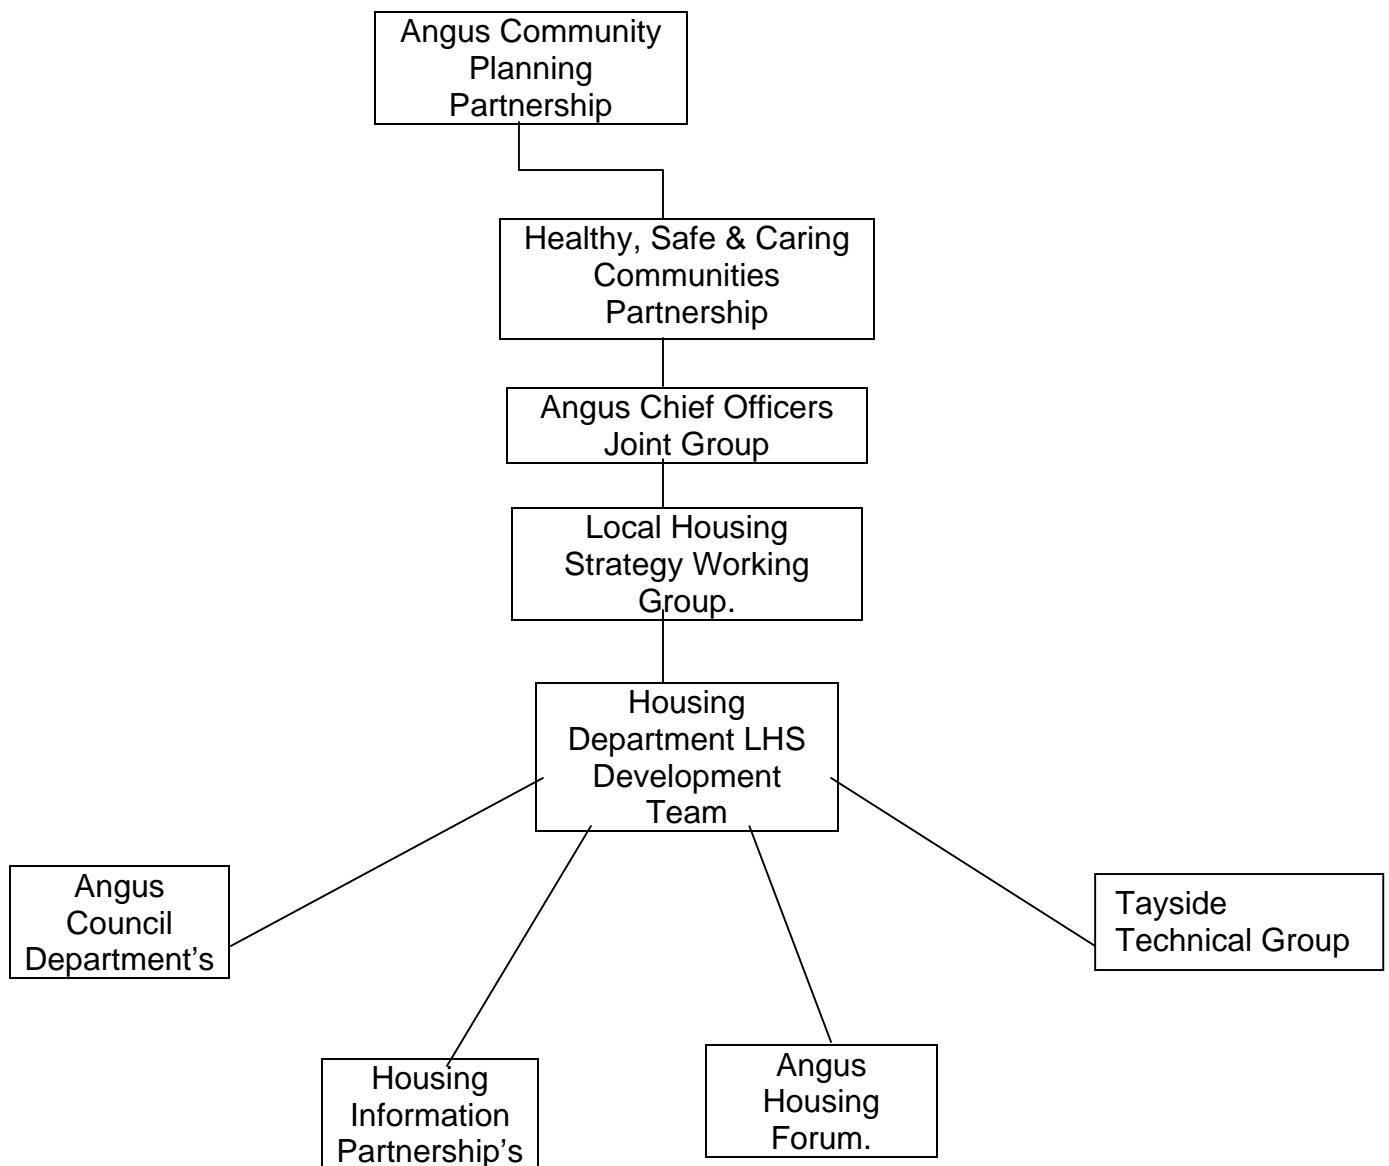 Angus Community
Planning
Partnership
Healthy, Safe & Caring
Communities
Partnership
Angus Chief Officers
Joint Group
Local Housing
Strategy Working
Group.
Housing
Department LHS
Development
Team
Angus
Council
Department’s
Tayside
Technical Group
Housing
Information
Partnership’s
Angus
Housing
Forum.